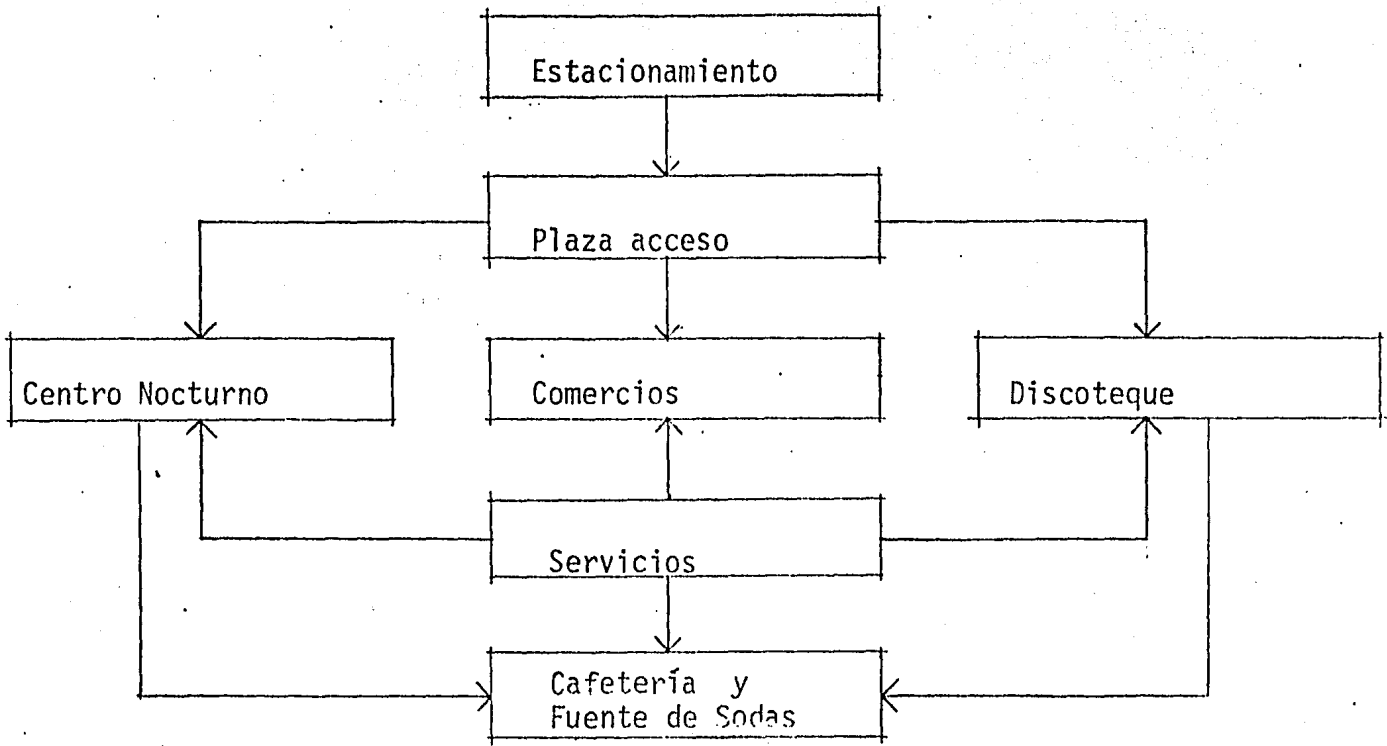 Estacionamiento
Plaza acceso
Centro Nocturno
Comercios
Discoteque
Servicios
Cafetería y
Fuente de Sodas